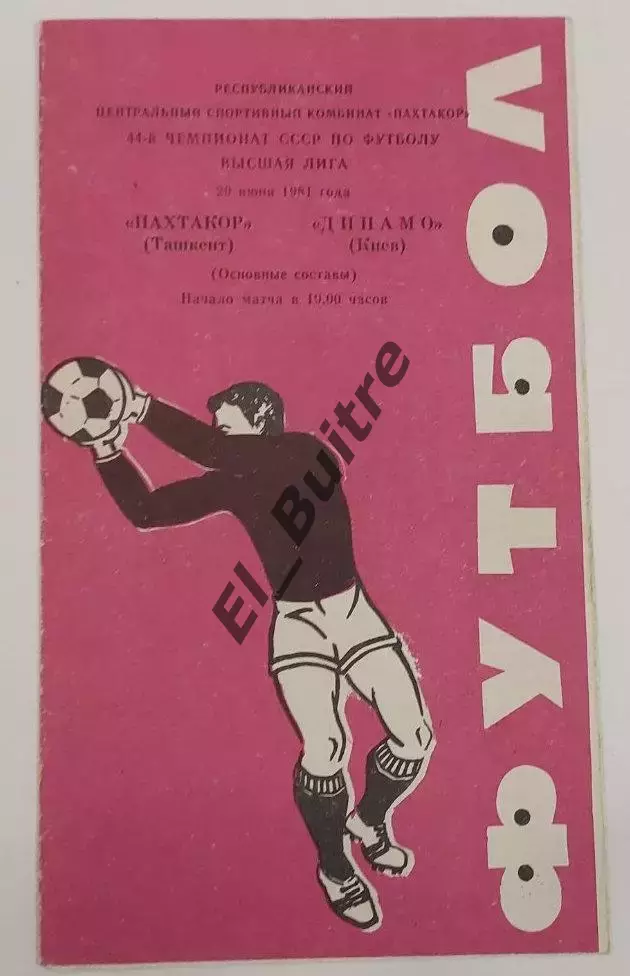 РЕСПУБЛИКАНСКИЙ
ЦЕНТРАЛЬНЫЙ СПОРТИВНЫЙ КОМБИНАТ «ПАХТАКОР»
44-й ЧЕМПИОНАТ СССР ПО ФУТБОЛУ
ВЫСШАЯ ЛИГА
20 июня 1981 года
«ПАХТАКОР» «ДИНАМО»
(Ташкент) (Киев)
(Основные составы)
Начало матча в 19.00 часов
ФУТБОЛ
El_Buitre